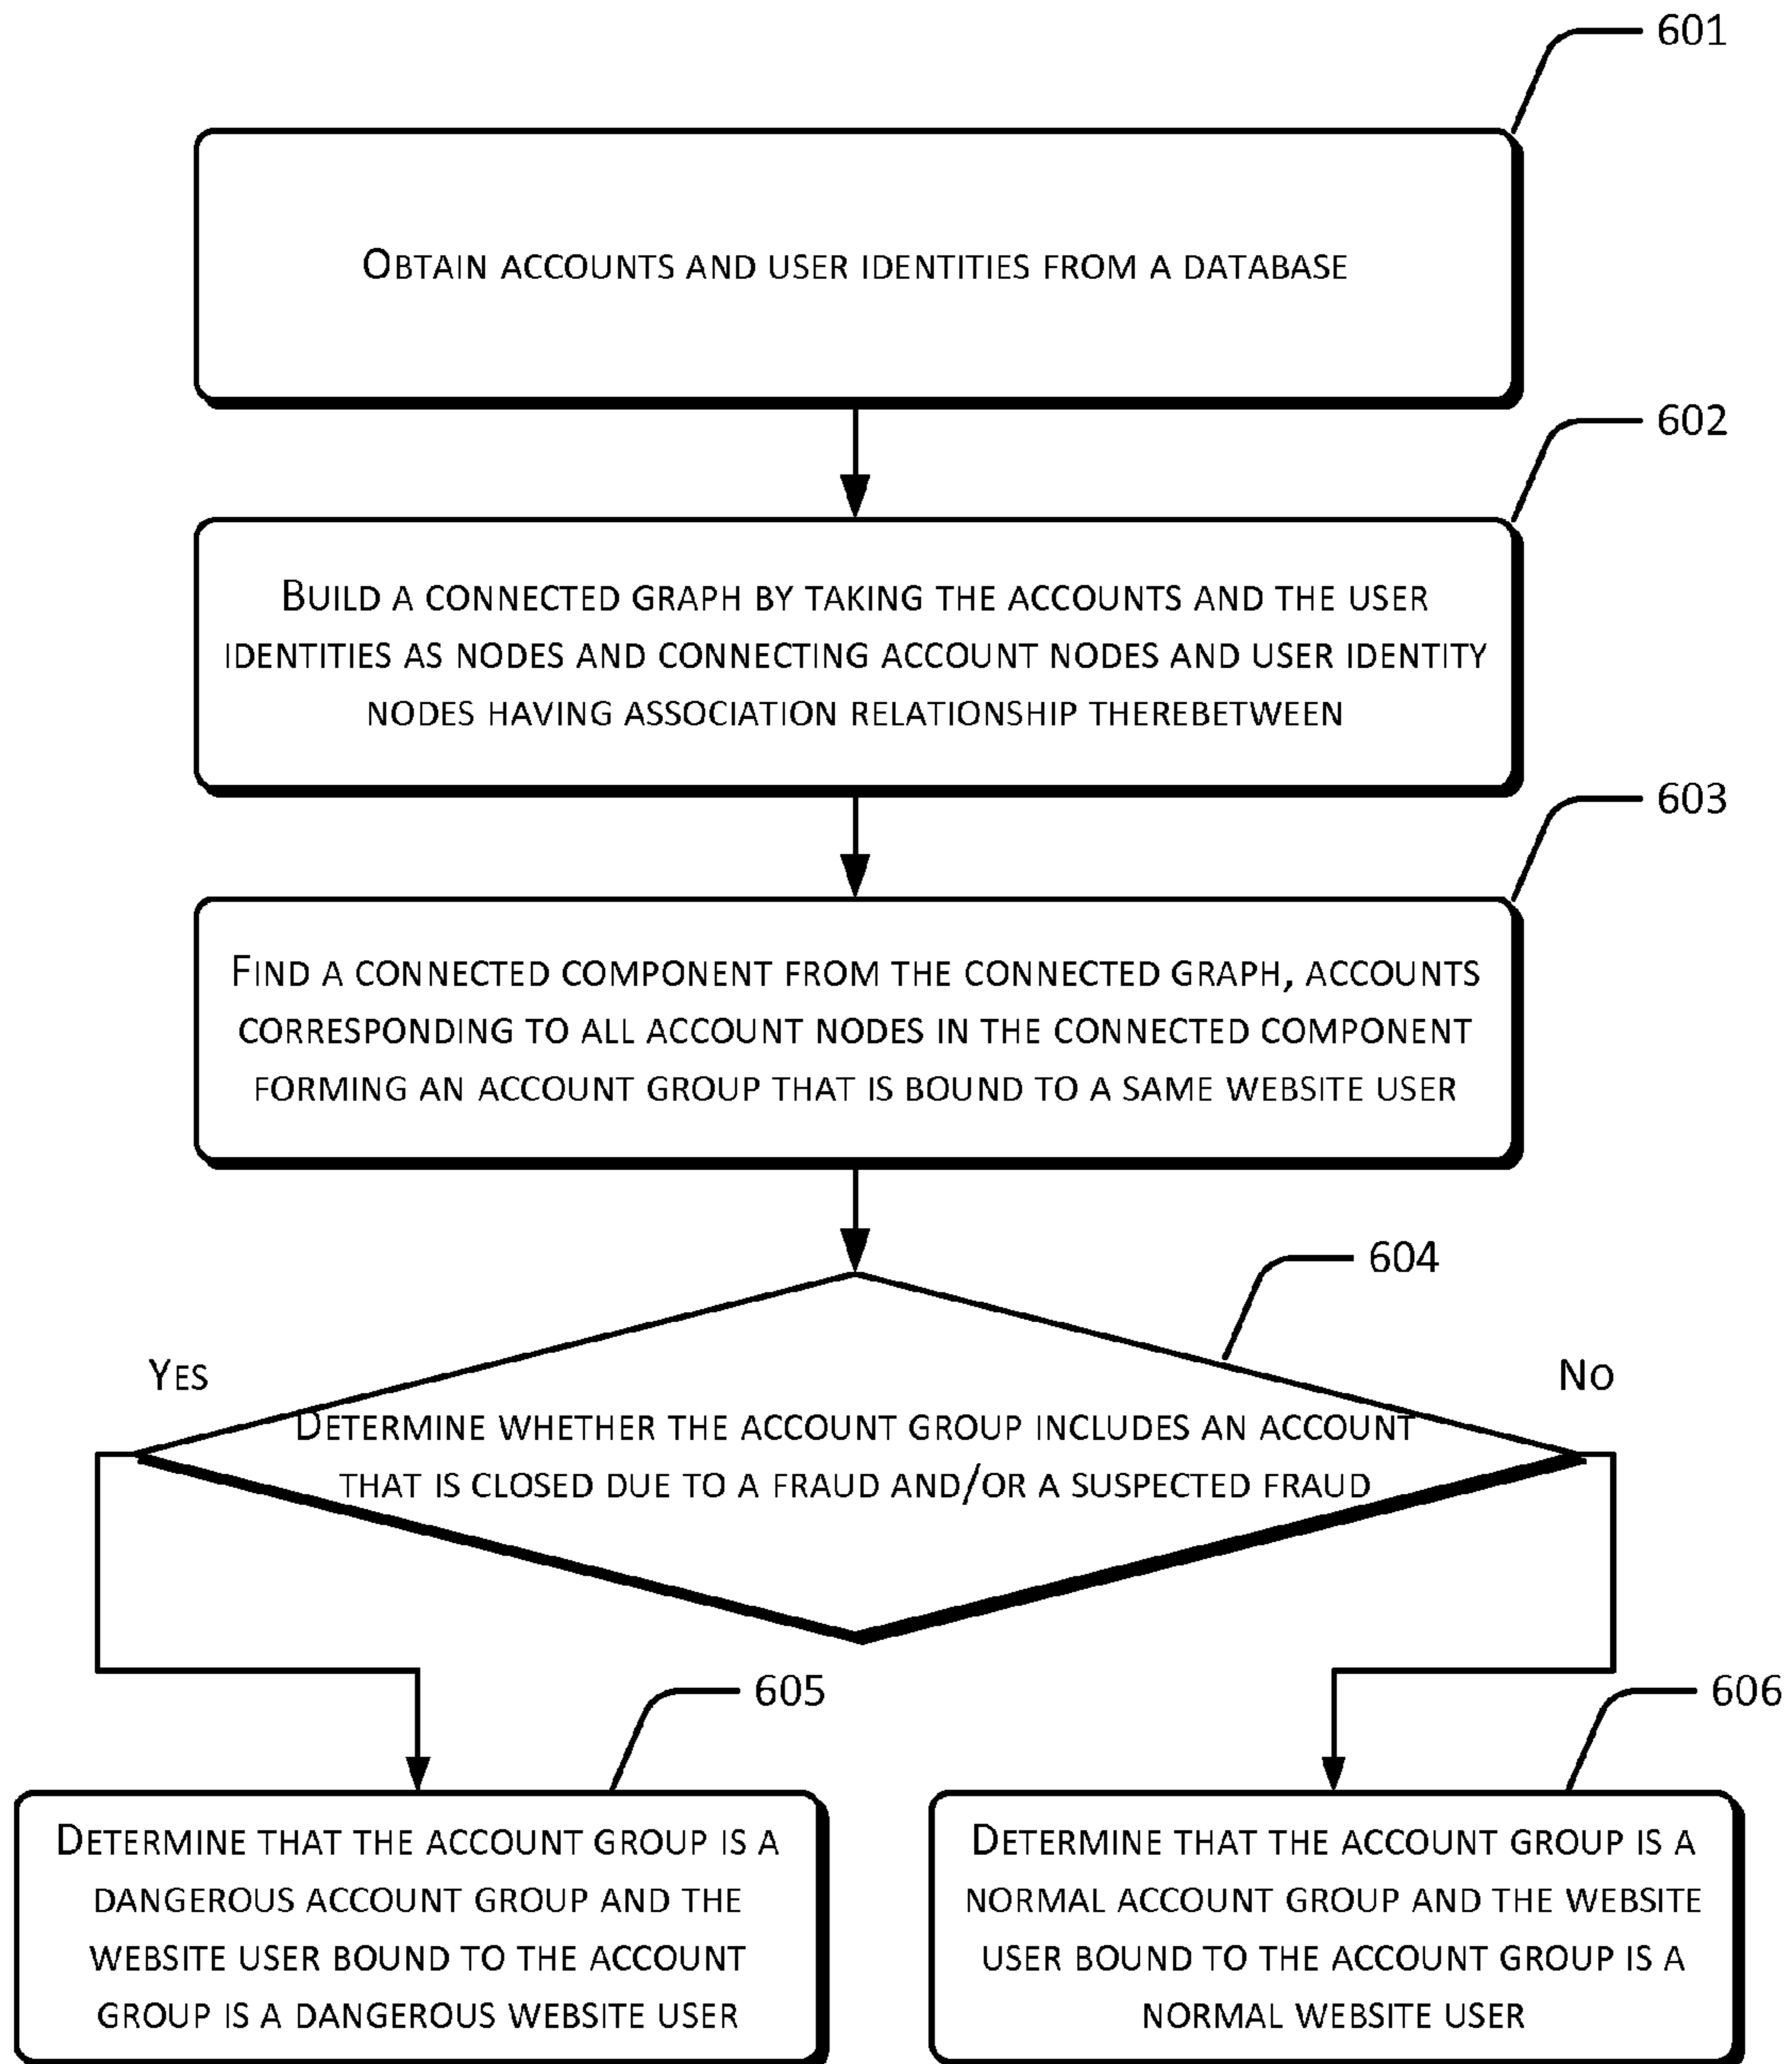 601
OBTAIN ACCOUNTS AND USER IDENTITIES FROM A DATABASE
602
BUILD A CONNECTED GRAPH BY TAKING THE ACCOUNTS AND THE USER
IDENTITIES AS NODES AND CONNECTING ACCOUNT NODES AND USER IDENTITY
NODES HAVING ASSOCIATION RELATIONSHIP THEREBETWEEN
603
FIND A CONNECTED COMPONENT FROM THE CONNECTED GRAPH, ACCOUNTS
CORRESPONDING TO ALL ACCOUNT NODES IN THE CONNECTED COMPONENT
FORMING AN ACCOUNT GROUP THAT IS BOUND TO A SAME WEBSITE USER
604
YES
NO
DETERMINE WHETHER THE ACCOUNT GROUP INCLUDES AN ACCOUNT
THAT IS CLOSED DUE TO A FRAUD AND/OR A SUSPECTED FRAUD
605
DETERMINE THAT THE ACCOUNT GROUP IS A
DANGEROUS ACCOUNT GROUP AND THE
WEBSITE USER BOUND TO THE ACCOUNT
GROUP IS A DANGEROUS WEBSITE USER
606
DETERMINE THAT THE ACCOUNT GROUP IS A
NORMAL ACCOUNT GROUP AND THE WEBSITE
USER BOUND TO THE ACCOUNT GROUP IS A
NORMAL WEBSITE USER